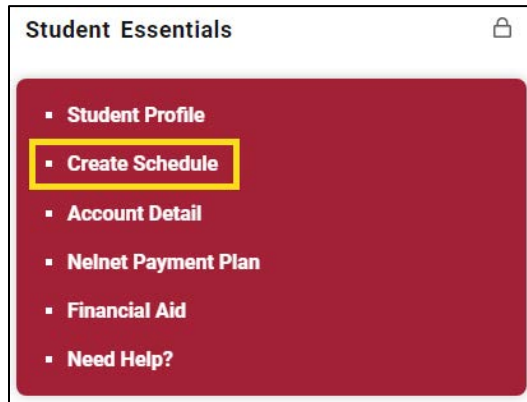 Student Essentials
Student Profile
Create Schedule
Account Detail
Nelnet Payment Plan
Financial Aid
Need Help?